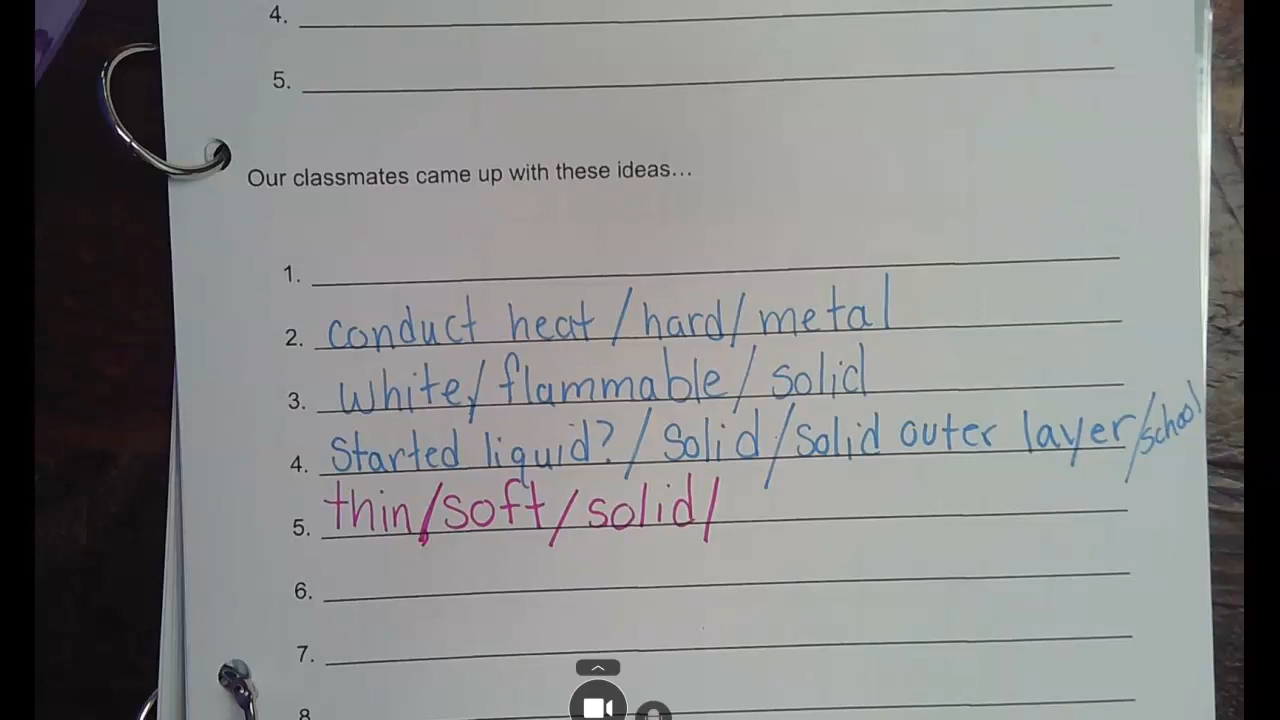 4.
5.
Our classmates came up with these ideas...
1.
2. conduct heat / hard / metal
3. white / flammable / solid
4. Started liquid? / Solid / Solid outer layer / school
5. thin / soft / solid /
6.
7.
8